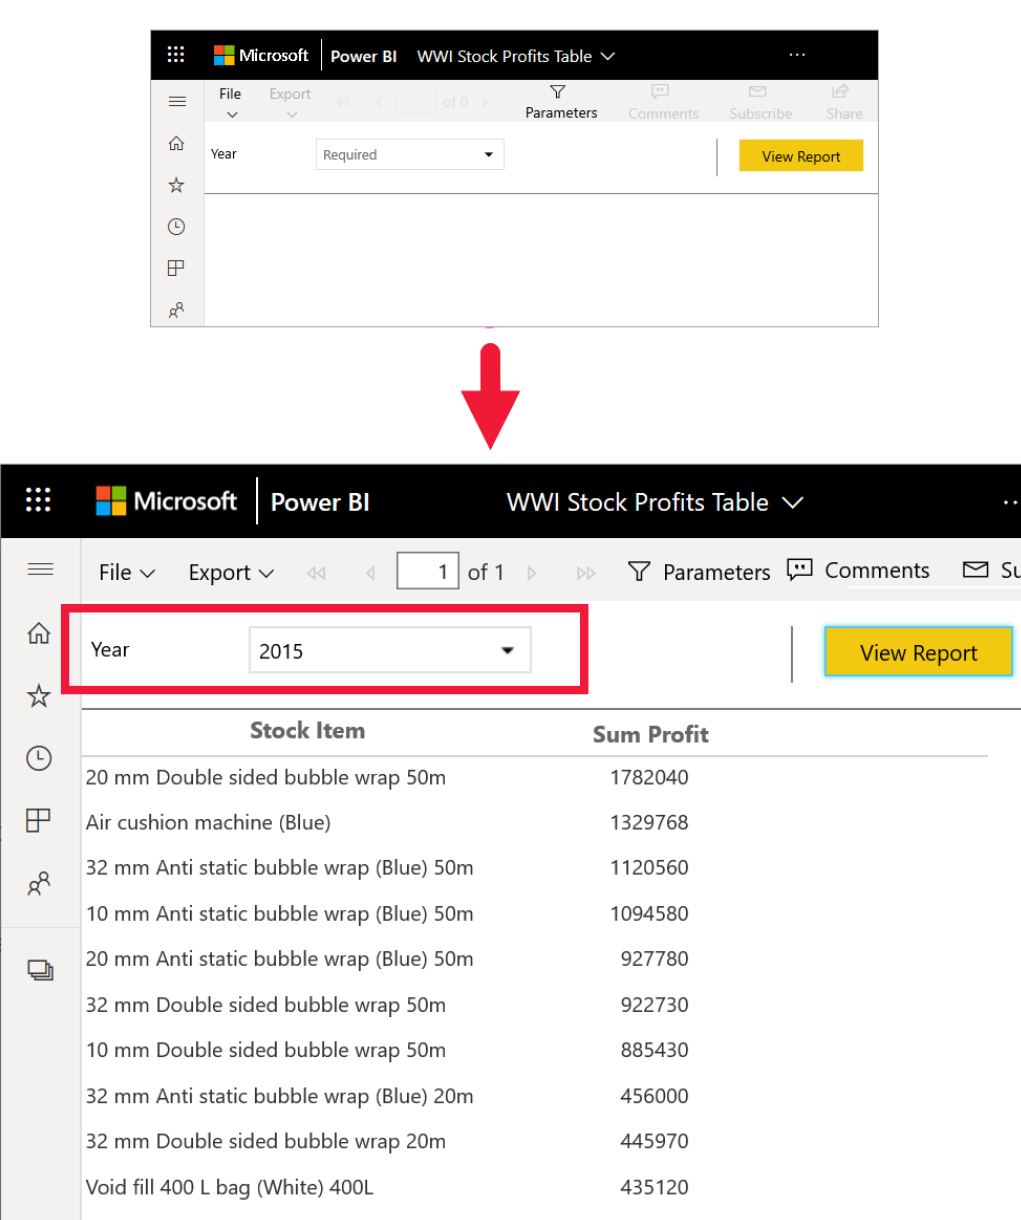 Microsoft Power BI WWI Stock Profits Table ...
File Export of 0 Parameters Comments Subscribe Share
Year Required View Report
Microsoft Power BI WWI Stock Profits Table ..
File Export 1 of 1 Parameters Comments Su
Year 2015 View Report
Stock Item Sum Profit
20 mm Double sided bubble wrap 50m 1782040
Air cushion machine (Blue) 1329768
32 mm Anti static bubble wrap (Blue) 50m 1120560
10 mm Anti static bubble wrap (Blue) 50m 1094580
20 mm Anti static bubble wrap (Blue) 50m 927780
32 mm Double sided bubble wrap 50m 922730
10 mm Double sided bubble wrap 50m 885430
32 mm Anti static bubble wrap (Blue) 20m 456000
32 mm Double sided bubble wrap 20m 445970
Void fill 400 L bag (White) 400L 435120